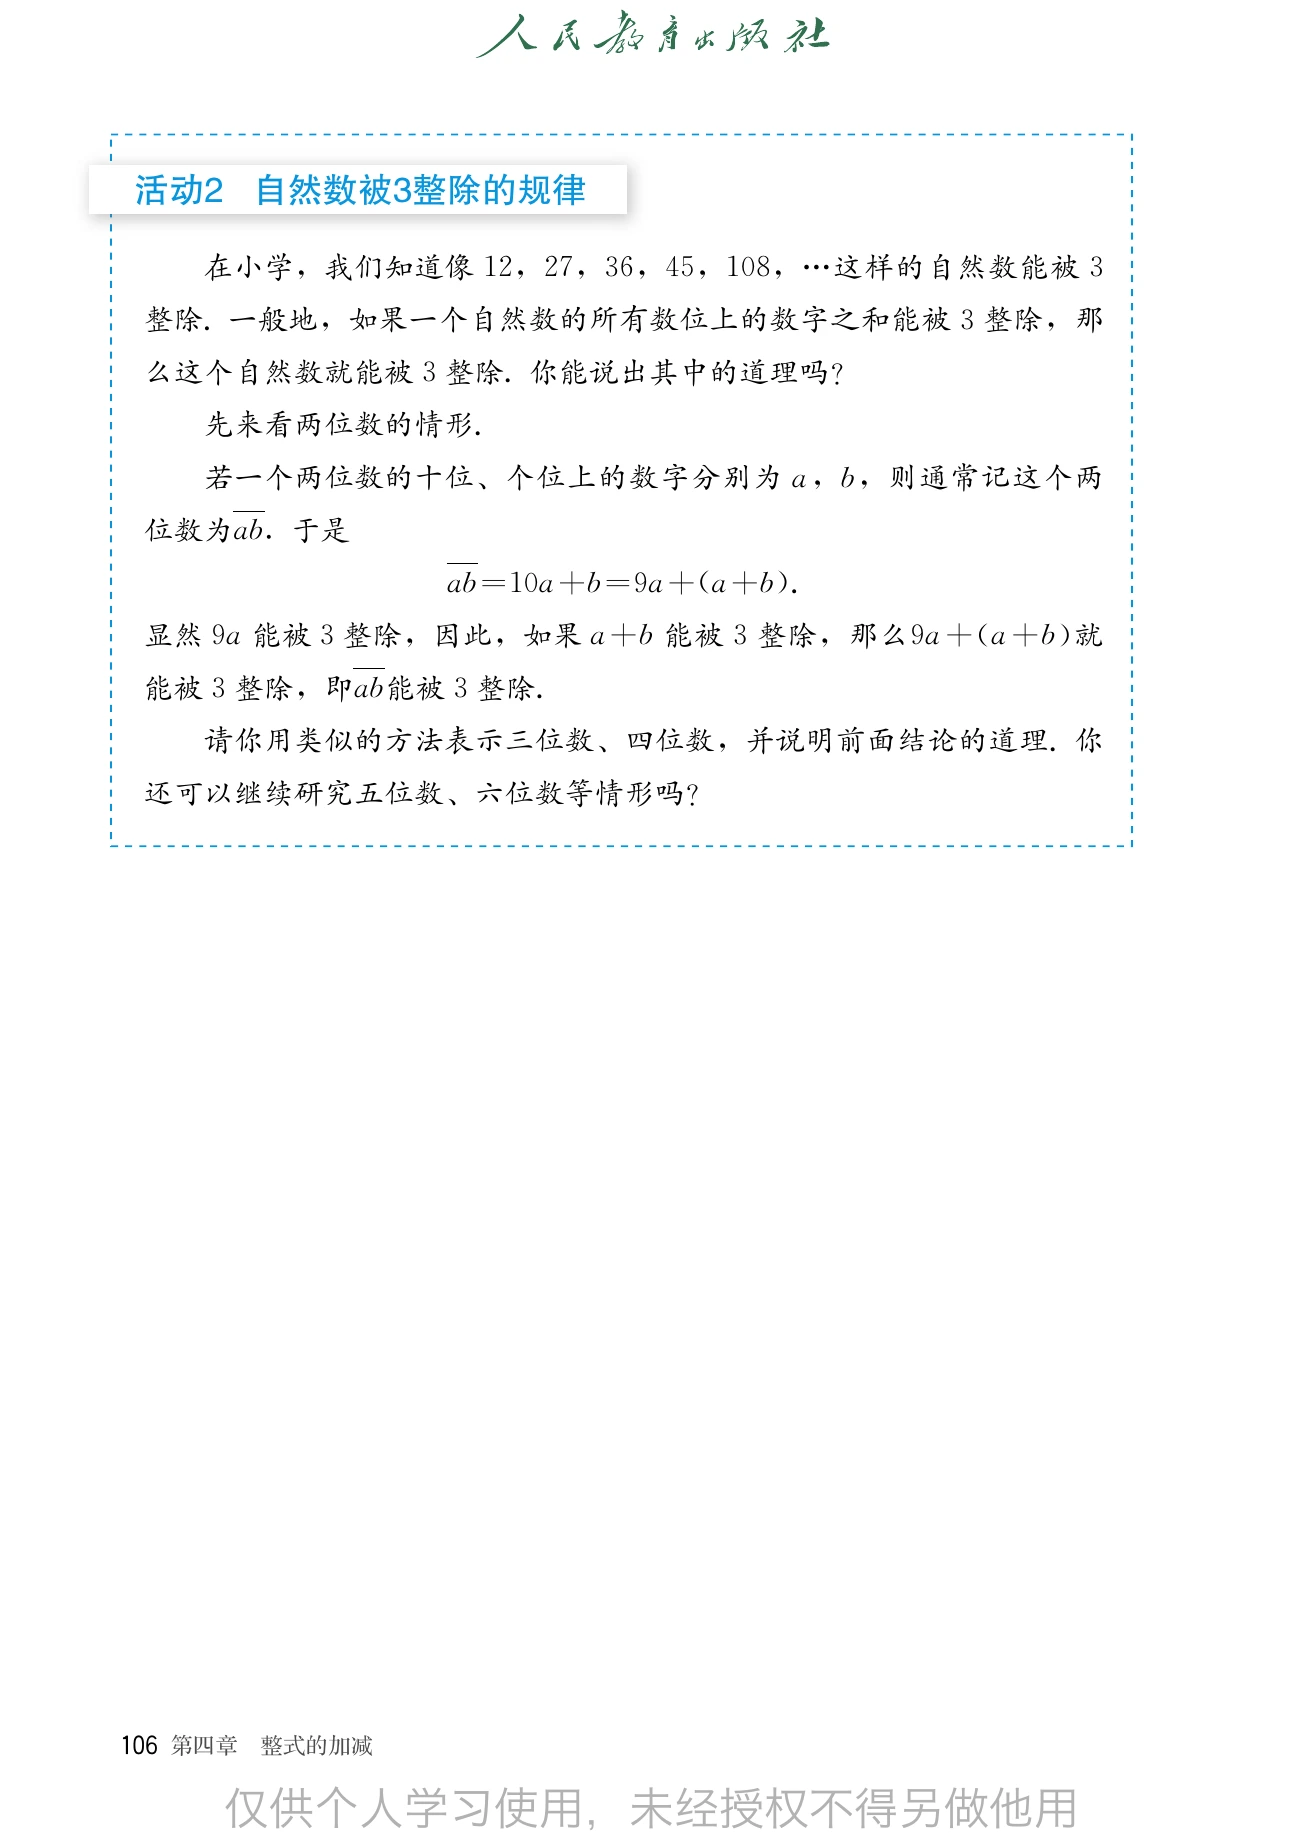 人民教育出版社
活动2 自然数被3整除的规律
在小学，我们知道像 12，27，36，45，108，…这样的自然数能被 3
整除．一般地，如果一个自然数的所有数位上的数字之和能被 3 整除，那
么这个自然数就能被 3 整除．你能说出其中的道理吗？
先来看两位数的情形．
若一个两位数的十位、个位上的数字分别为 a，b，则通常记这个两
位数为a̅b̅．于是
a̅b̅＝10a＋b＝9a＋(a＋b)．
显然 9a 能被 3 整除，因此，如果 a＋b 能被 3 整除，那么9a＋(a＋b)就
能被 3 整除，即a̅b̅能被 3 整除．
请你用类似的方法表示三位数、四位数，并说明前面结论的道理．你
还可以继续研究五位数、六位数等情形吗？
106 第四章 整式的加减
仅供个人学习使用，未经授权不得另做他用